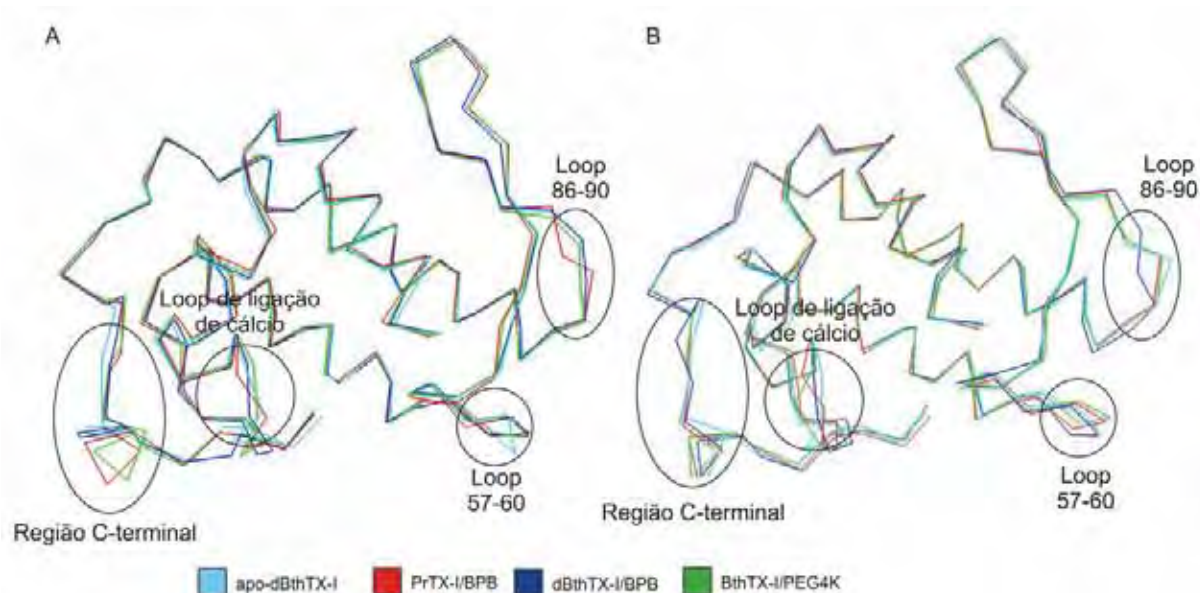 A
Loop
86-90
Loop de ligação
de cálcio
Loop
57-60
Região C-terminal
B
Loop
86-90
Loop de ligação
de cálcio
Loop
57-60
Região C-terminal
apo-dBthTX-I
PrTX-I/BPB
dBthTX-I/BPB
BthTX-I/PEG4K